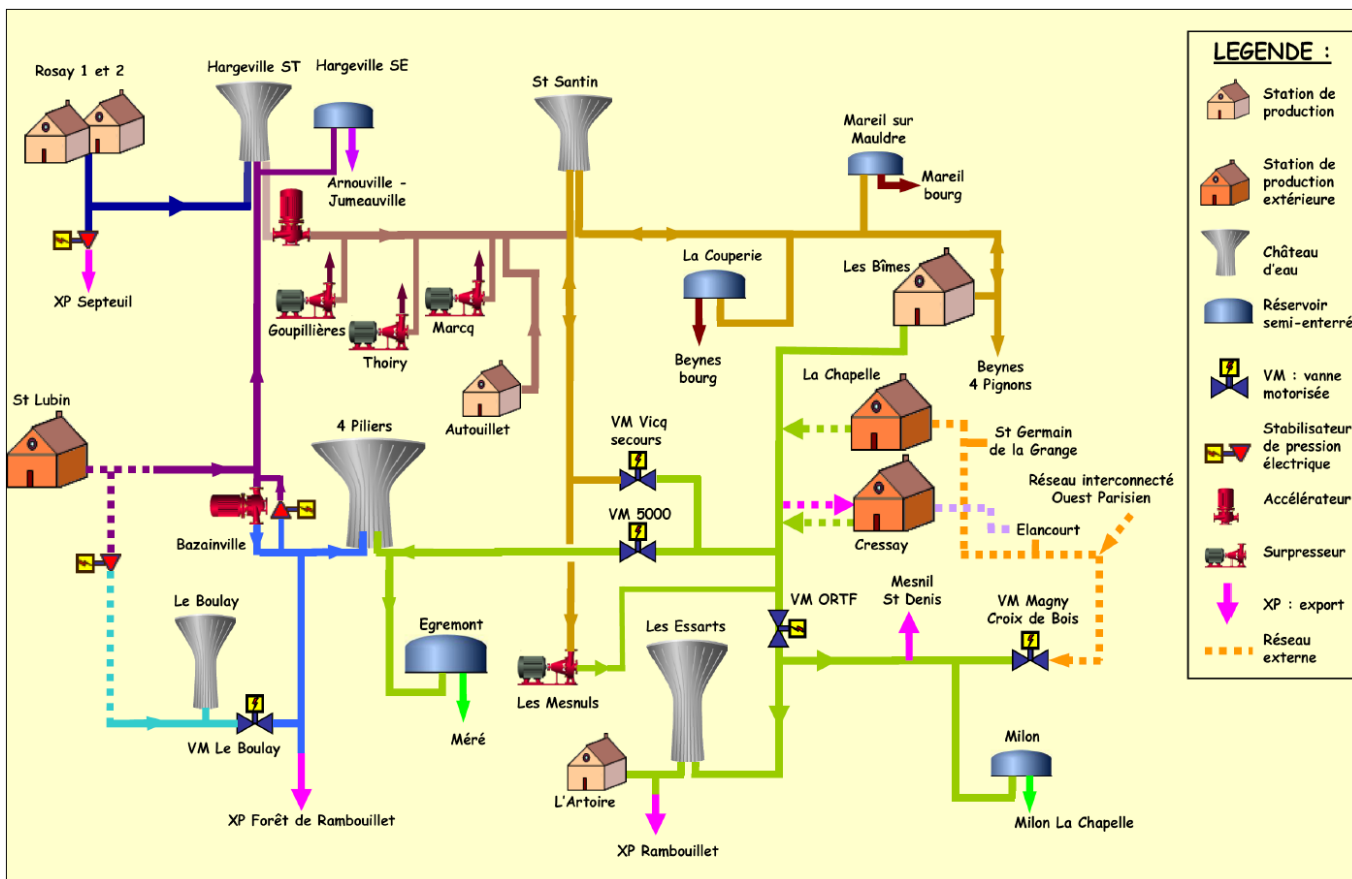 Rosay 1 et 2
Hargeville ST
Hargeville SE
St Santin
Mareil sur
Mauldre
Mareil
bourg
Arnouville -
Jumeauville
XP Septeuil
Goupillières
Thoiry
Marcq
La Couperie
Les Bîmes
Beynes
bourg
Beynes
4 Pignons
Autouillet
La Chapelle
St Lubin
4 Piliers
VM Vicq
secours
St Germain
de la Grange
Réseau interconnecté
Ouest Parisien
VM 5000
Elancourt
Cressay
Bazainville
Le Boulay
Egremont
Les Essarts
VM ORTF
Mesnil
St Denis
VM Magny
Croix de Bois
Les Mesnuls
VM Le Boulay
Méré
Milon
L'Artoire
XP Forêt de Rambouillet
XP Rambouillet
Milon La Chapelle
LEGENDE :
Station de
production
Station de
production
extérieure
Château
d'eau
Réservoir
semi-enterré
VM : vanne
motorisée
Stabilisateur
de pression
électrique
Accélérateur
Surpresseur
XP : export
Réseau
externe